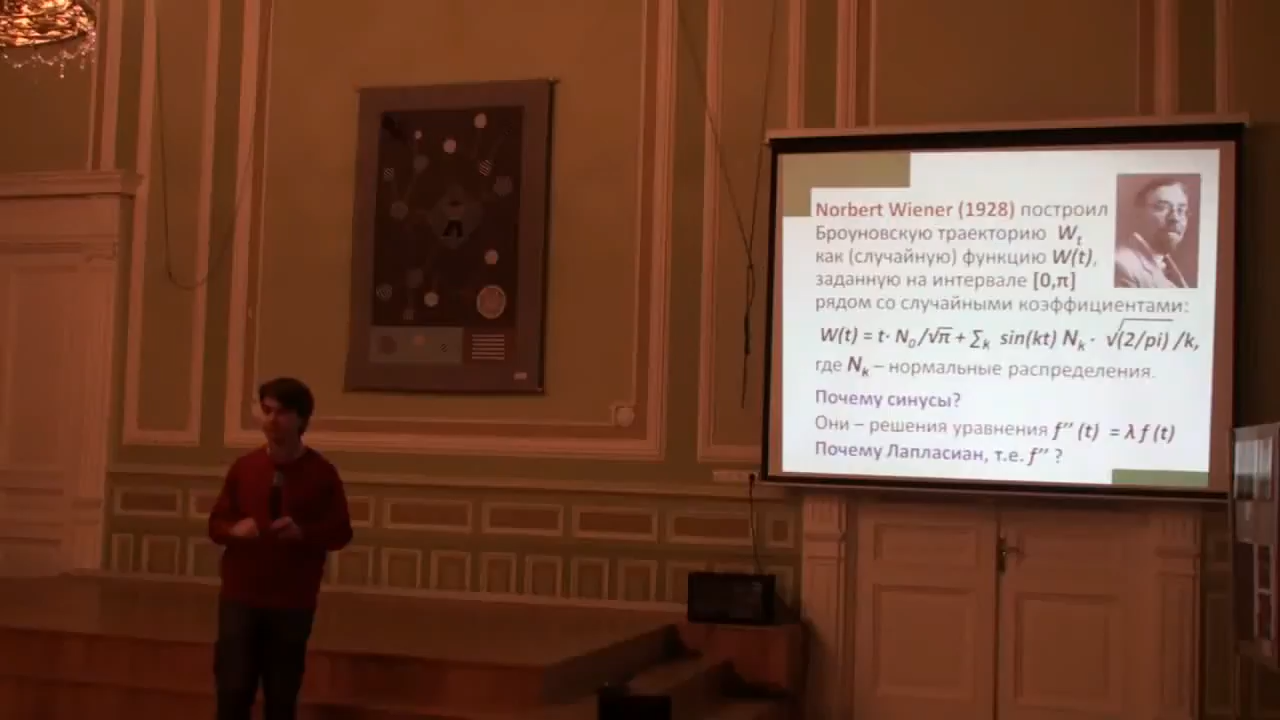 Norbert Wiener (1928) построил
Броуновскую траекторию Wt
как (случайную) функцию W(t),
заданную на интервале [0,π]
рядом со случайными коэффициентами:
W(t) = t· N0/√π + ∑k sin(kt) Nk · √(2/pi) /k,
где Nk – нормальные распределения.
Почему синусы?
Они – решения уравнения f’’ (t) = λ f (t)
Почему Лапласиан, т.е. f’’ ?